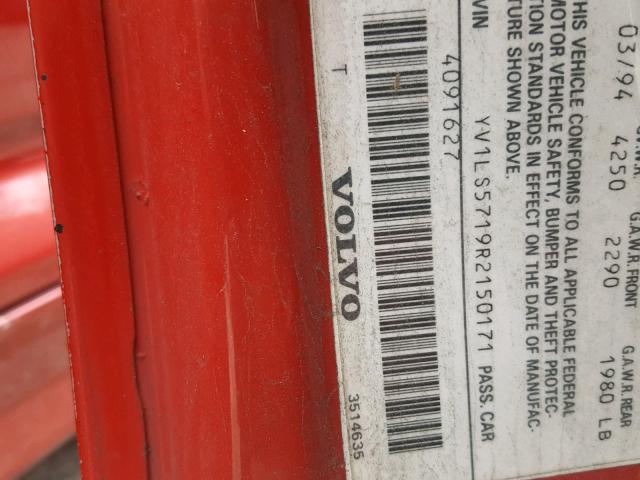 03/94 4250 2290 1980 LB
G.A.W.R. FRONT G.A.W.R. REAR
THIS VEHICLE CONFORMS TO ALL APPLICABLE FEDERAL
MOTOR VEHICLE SAFETY, BUMPER AND THEFT PROTEC-
TION STANDARDS IN EFFECT ON THE DATE OF MANUFAC-
TURE SHOWN ABOVE.
VIN YV1LS5719R2150171 PASS. CAR
4091627
T VOLVO 3514635